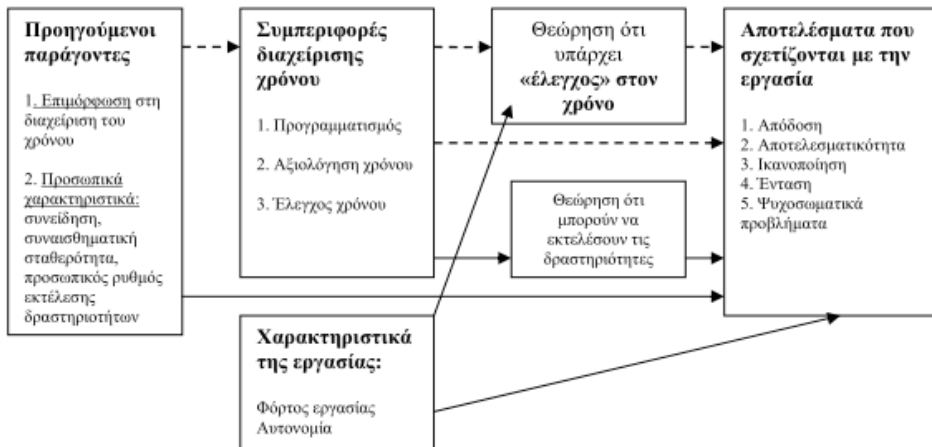 Προηγούμενοι
παράγοντες
1. Επιμόρφωση στη
διαχείριση του
χρόνου
2. Προσωπικά
χαρακτηριστικά:
συνείδηση,
συναισθηματική
σταθερότητα,
προσωπικός ρυθμός
εκτέλεσης
δραστηριοτήτων
Συμπεριφορές
διαχείρισης
χρόνου
1. Προγραμματισμός
2. Αξιολόγηση χρόνου
3. Έλεγχος χρόνου
Θεώρηση ότι
υπάρχει
«έλεγχος» στον
χρόνο
Θεώρηση ότι
μπορούν να
εκτελέσουν τις
δραστηριότητες
Αποτελέσματα που
σχετίζονται με την
εργασία
1. Απόδοση
2. Αποτελεσματικότητα
3. Ικανοποίηση
4. Ένταση
5. Ψυχοσωματικά
προβλήματα
Χαρακτηριστικά
της εργασίας:
Φόρτος εργασίας
Αυτονομία